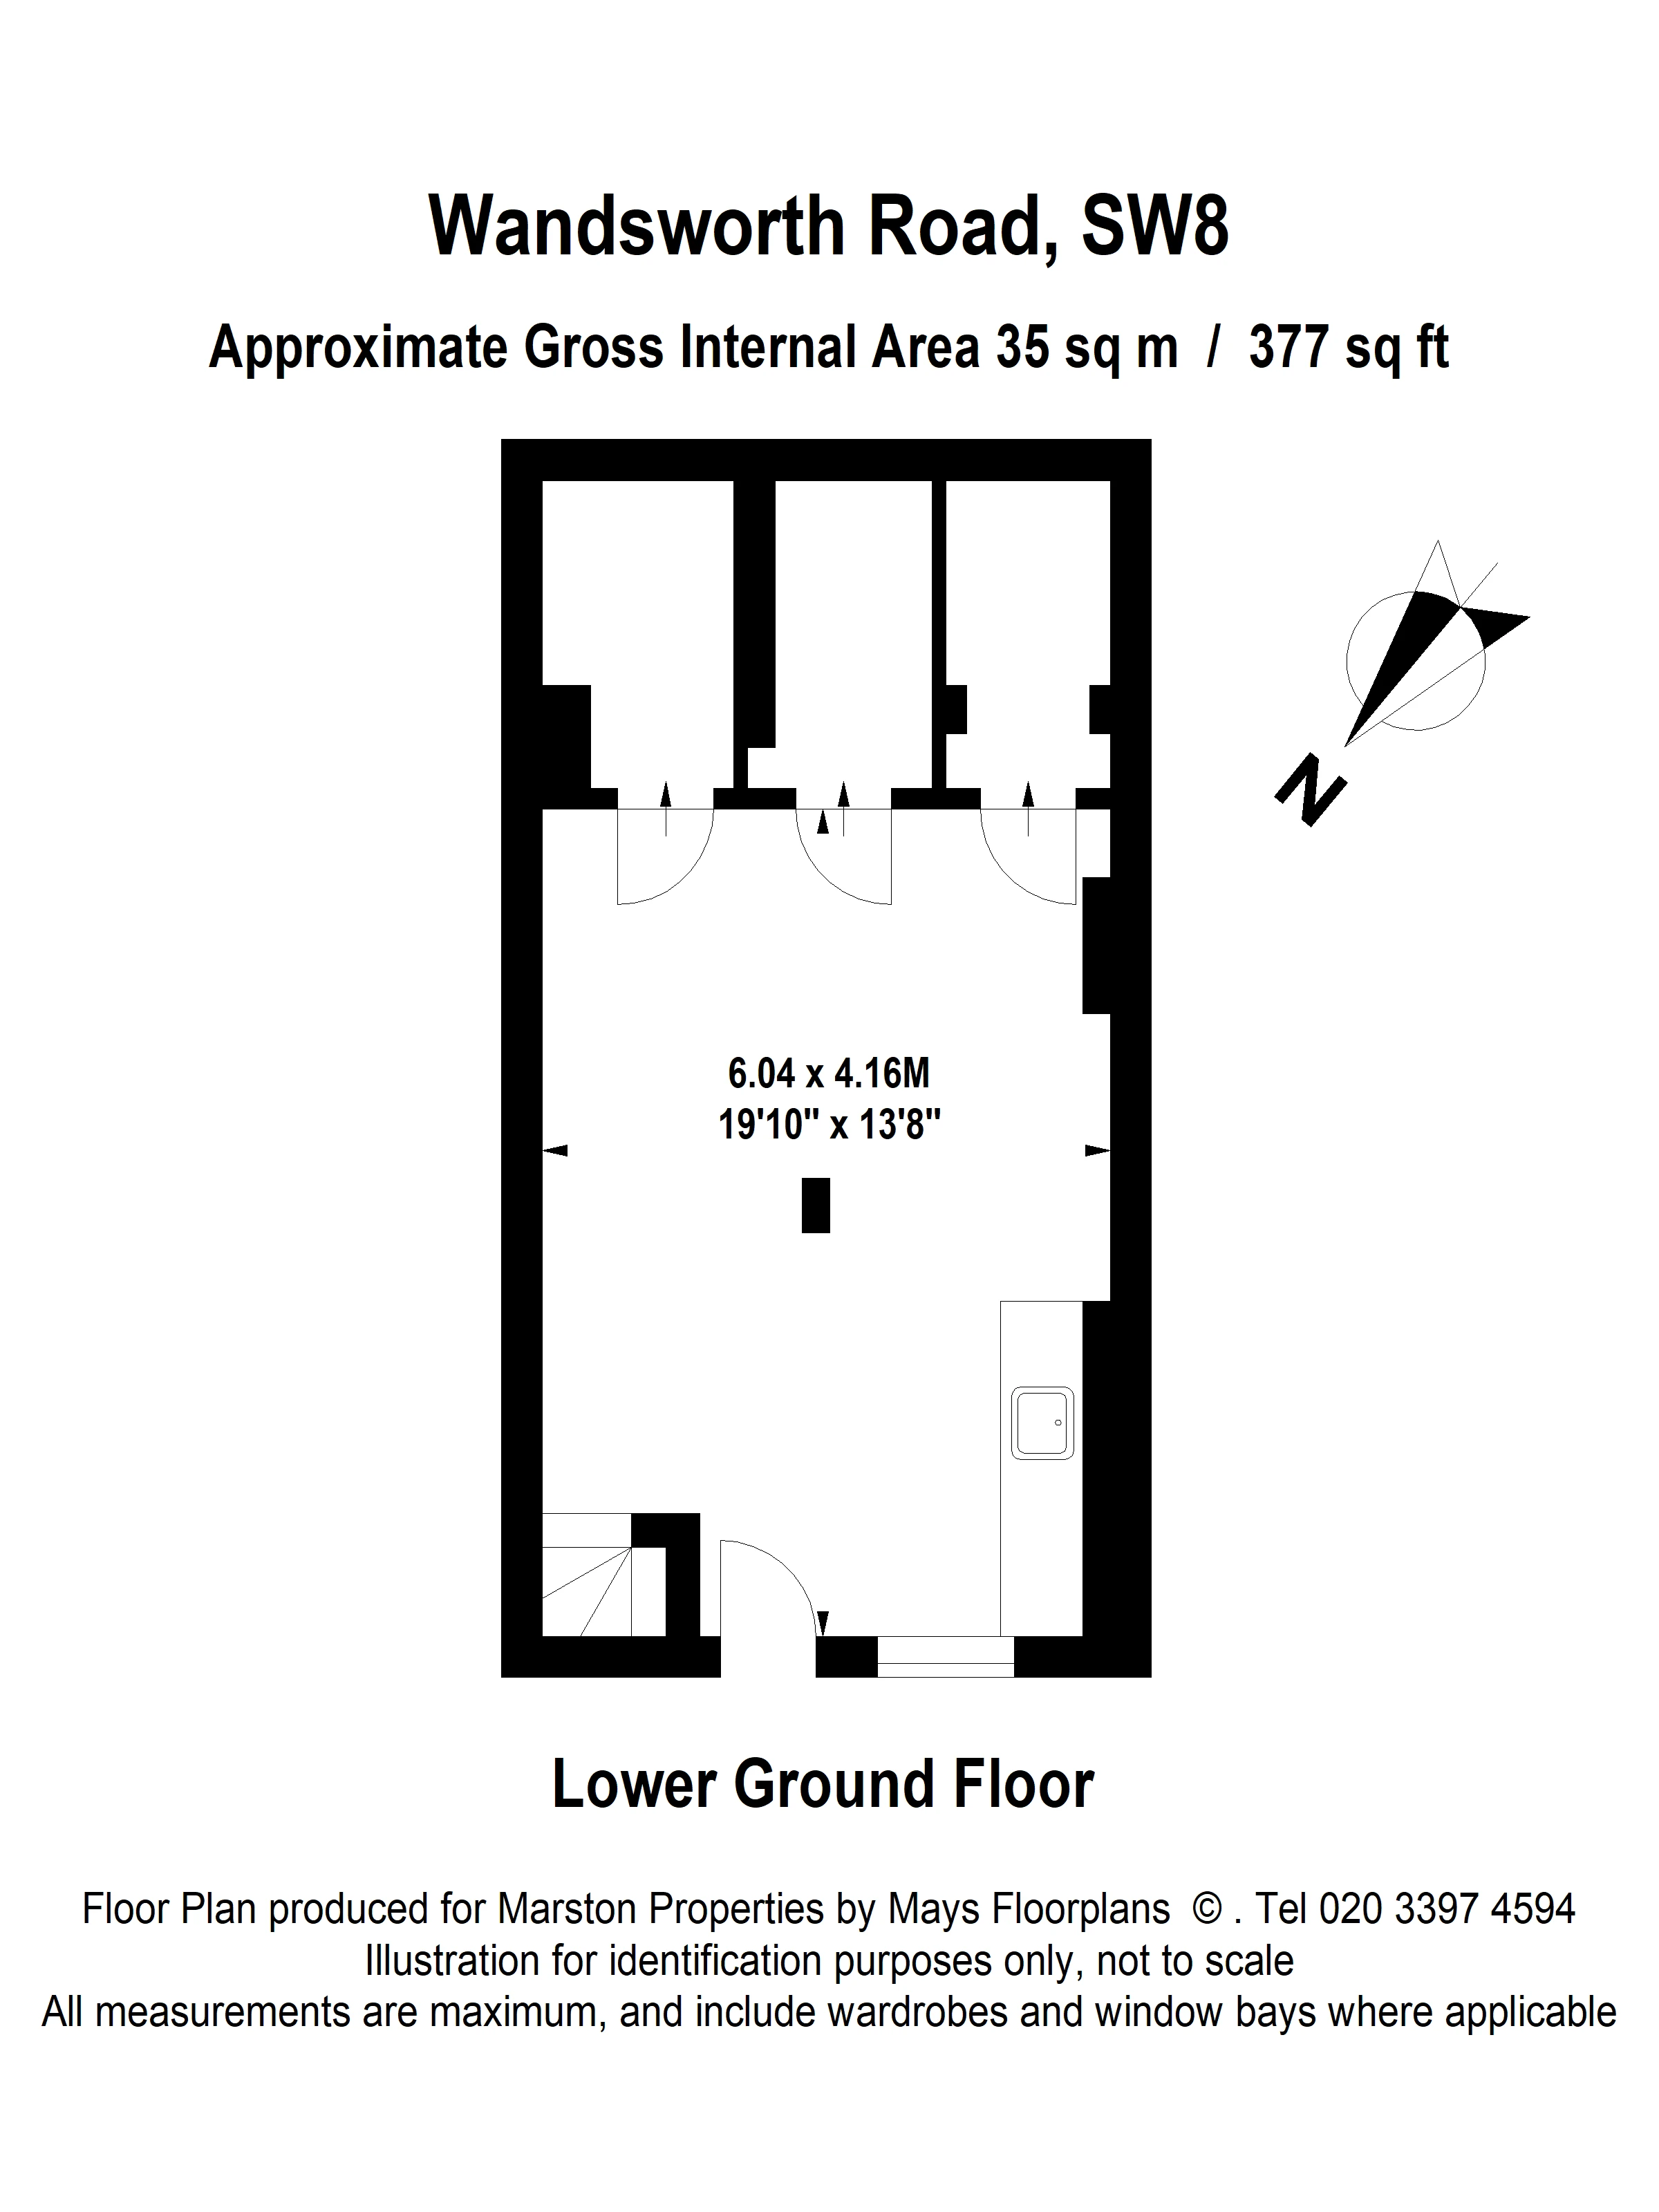 Wandsworth Road, SW8
Approximate Gross Internal Area 35 sq m / 377 sq ft
N
6.04 x 4.16M
19'10" x 13'8"
Lower Ground Floor
Floor Plan produced for Marston Properties by Mays Floorplans © . Tel 020 3397 4594
Illustration for identification purposes only, not to scale
All measurements are maximum, and include wardrobes and window bays where applicable